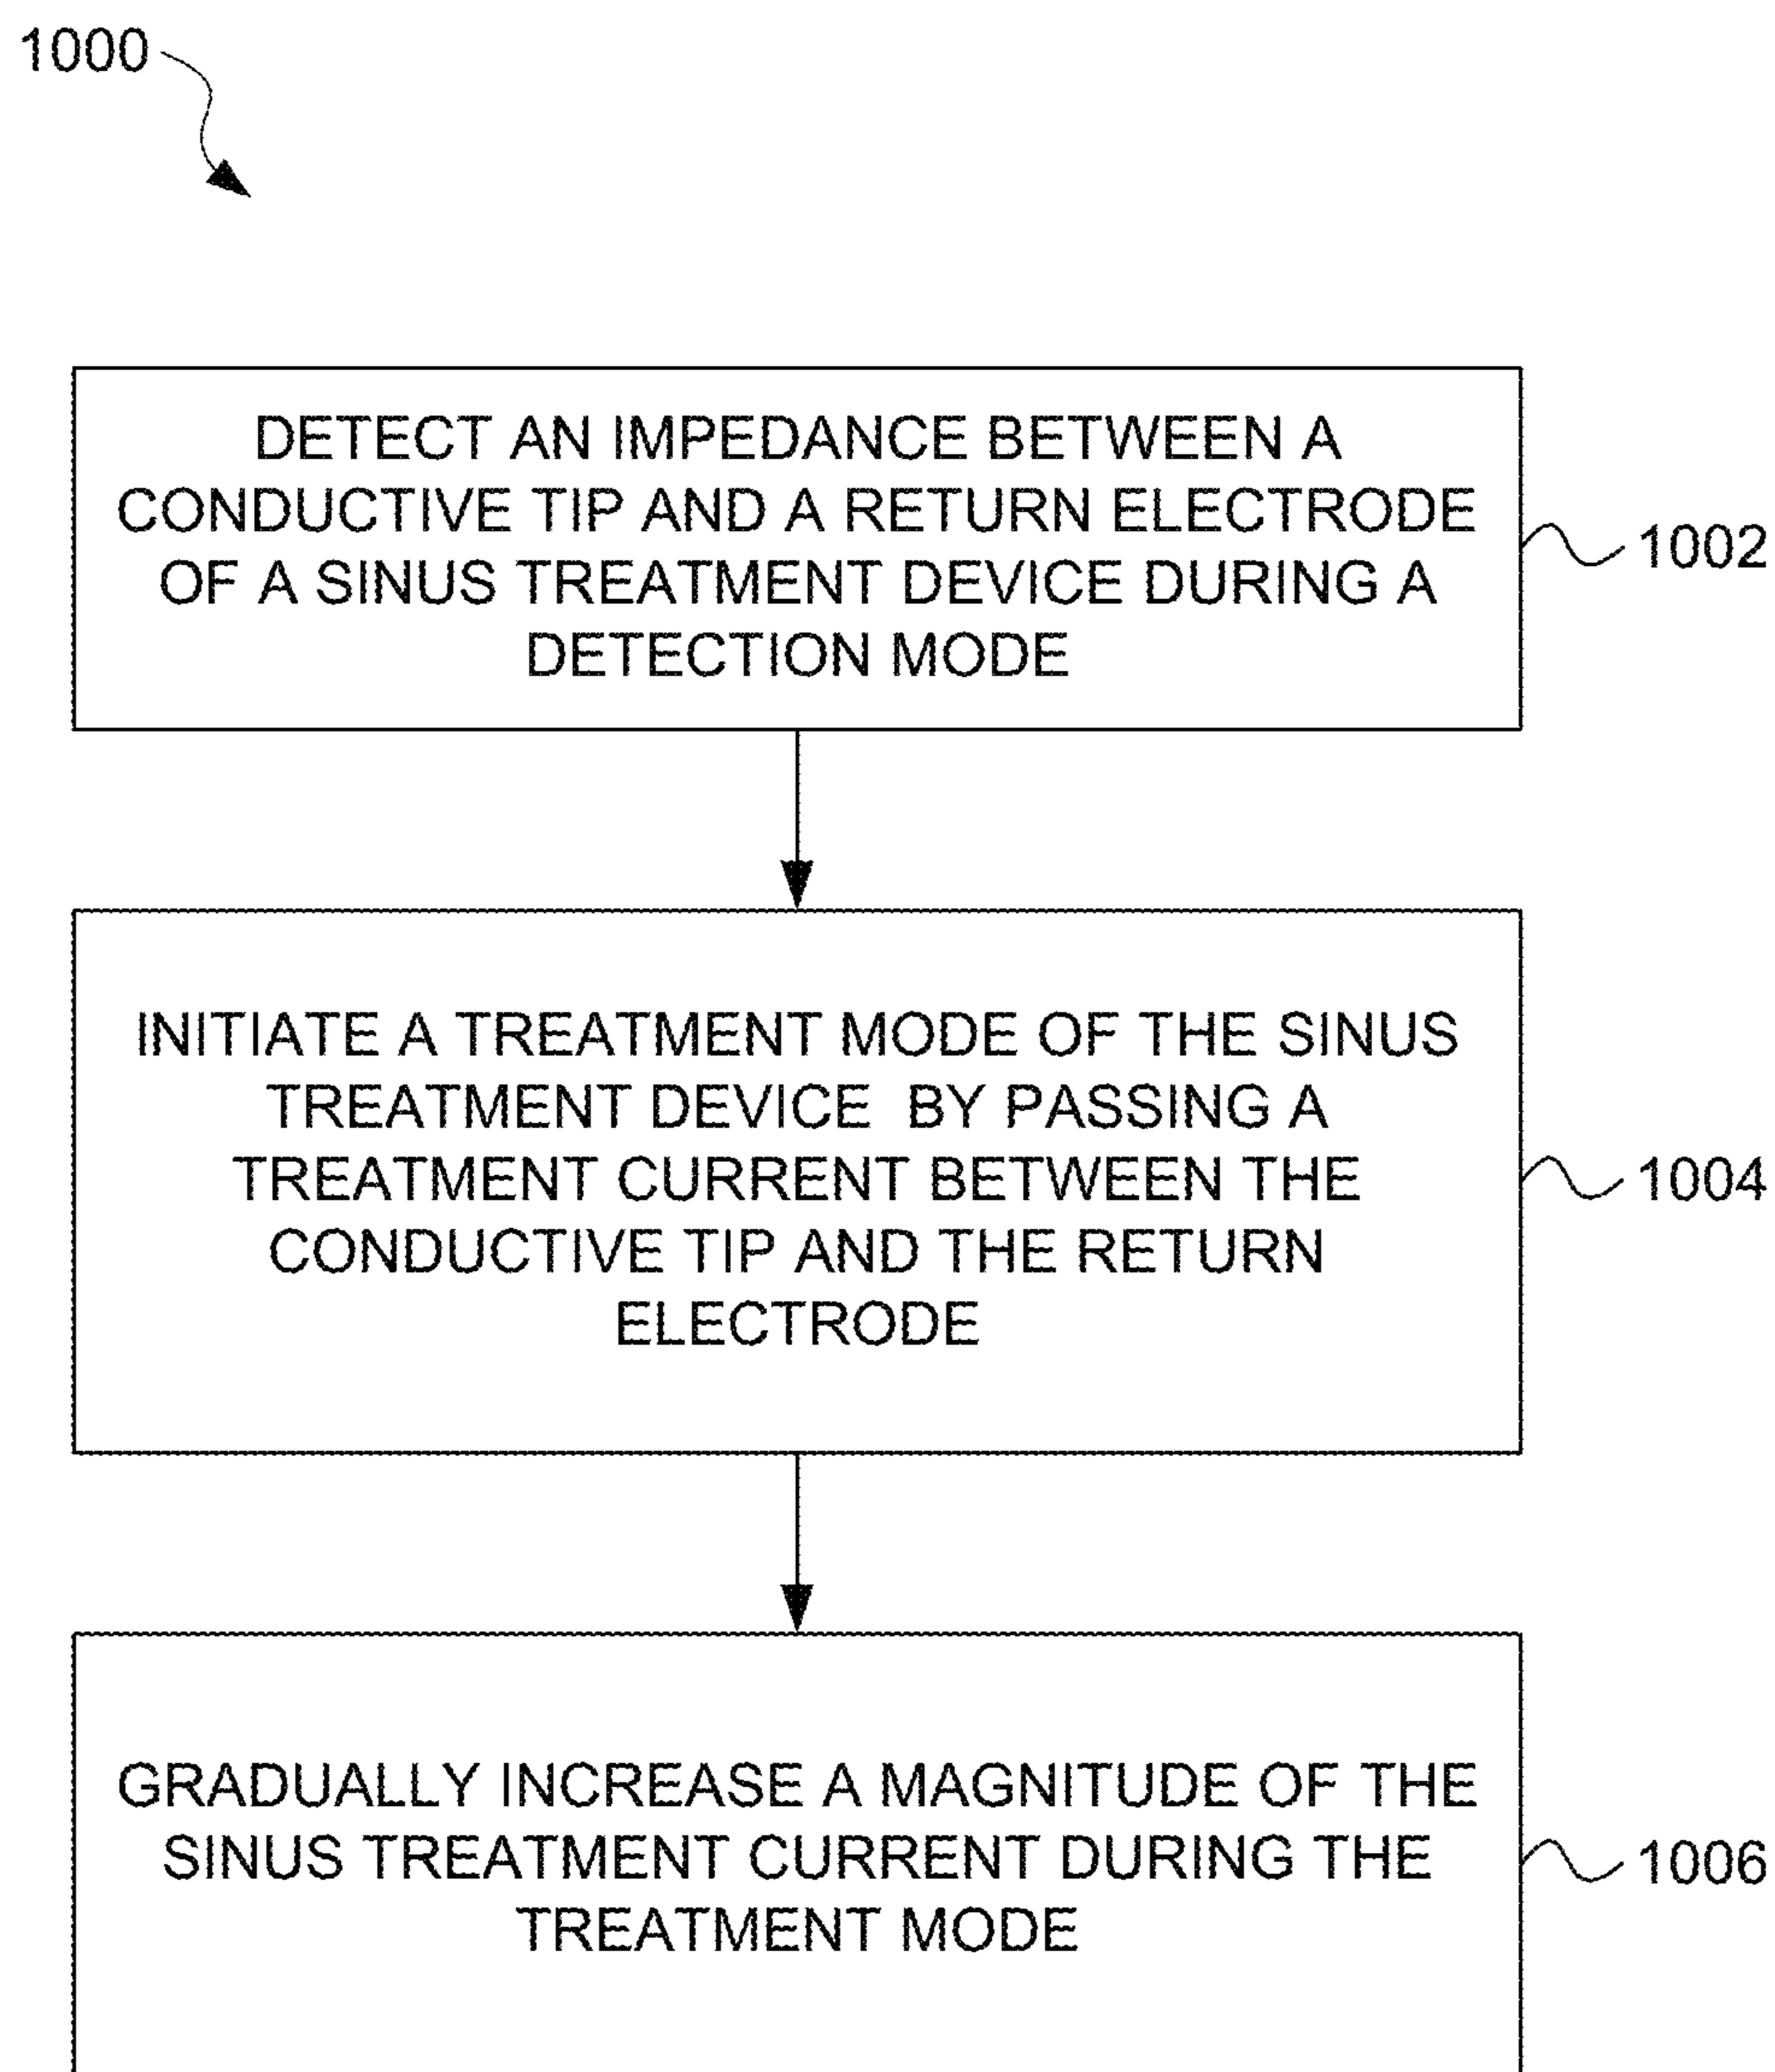 1000
DETECT AN IMPEDANCE BETWEEN A
CONDUCTIVE TIP AND A RETURN ELECTRODE
OF A SINUS TREATMENT DEVICE DURING A
DETECTION MODE
1002
INITIATE A TREATMENT MODE OF THE SINUS
TREATMENT DEVICE BY PASSING A
TREATMENT CURRENT BETWEEN THE
CONDUCTIVE TIP AND THE RETURN
ELECTRODE
1004
GRADUALLY INCREASE A MAGNITUDE OF THE
SINUS TREATMENT CURRENT DURING THE
TREATMENT MODE
1006